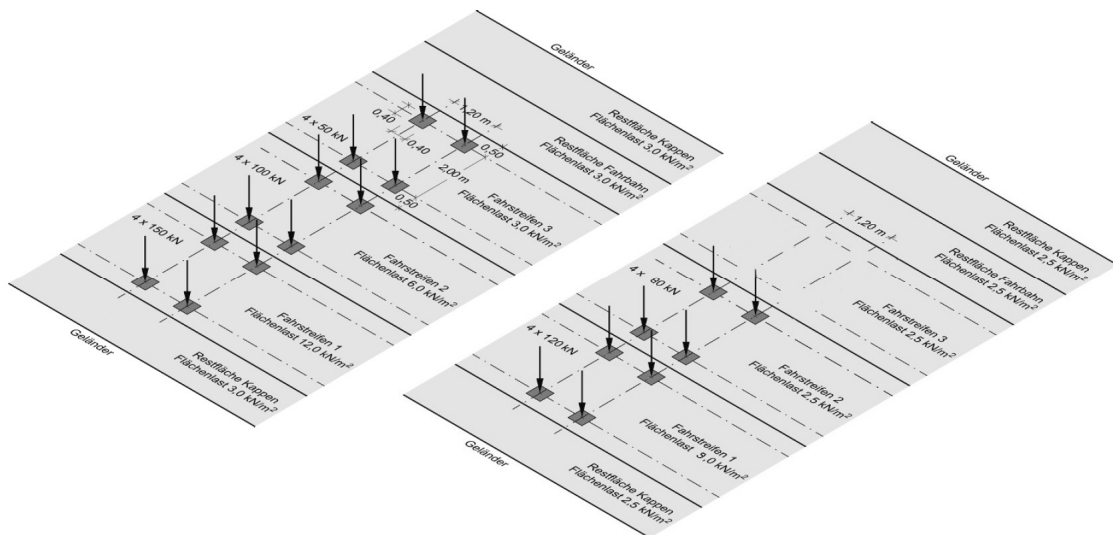 Geländer
Restfläche Kappen
Flächenlast 3,0 kN/m²
Restfläche Fahrbahn
Flächenlast 3,0 kN/m²
Fahrstreifen 3
Flächenlast 3,0 kN/m²
Fahrstreifen 2
Flächenlast 6,0 kN/m²
Fahrstreifen 1
Flächenlast 12,0 kN/m²
Restfläche Kappen
Flächenlast 3,0 kN/m²
Geländer
4 x 50 kN
4 x 100 kN
4 x 150 kN
0,40
0,40
1,20 m
0,50
2,00 m
0,50
Geländer
Restfläche Kappen
Flächenlast 2,5 kN/m²
Restfläche Fahrbahn
Flächenlast 2,5 kN/m²
Fahrstreifen 3
Flächenlast 2,5 kN/m²
Fahrstreifen 2
Flächenlast 2,5 kN/m²
Fahrstreifen 1
Flächenlast 9,0 kN/m²
Restfläche Kappen
Flächenlast 2,5 kN/m²
Geländer
1,20 m
4 x 80 kN
4 x 120 kN